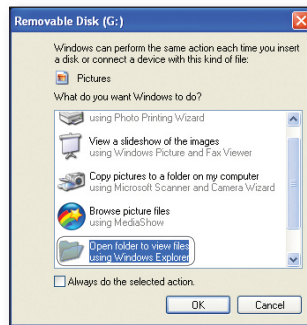 Removable Disk (G:)
Windows can perform the same action each time you insert
a disk or connect a device with this kind of file:
Pictures
What do you want Windows to do?
using Photo Printing Wizard
View a slideshow of the images
using Windows Picture and Fax Viewer
Copy pictures to a folder on my computer
using Microsoft Scanner and Camera Wizard
Browse picture files
using MediaShow
Open folder to view files
using Windows Explorer
Always do the selected action.
OK
Cancel